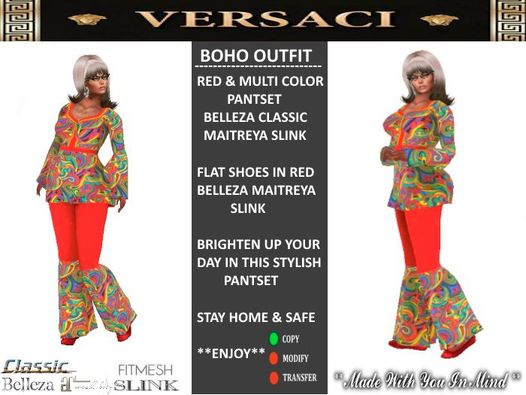 VERSACI
BOHO OUTFIT
RED & MULTI COLOR
PANTSET
BELLEZA CLASSIC
MAITREYA SLINK
FLAT SHOES IN RED
BELLEZA MAITREYA
SLINK
BRIGHTEN UP YOUR
DAY IN THIS STYLISH
PANTSET
STAY HOME & SAFE
COPY
**ENJOY**
MODIFY
TRANSFER
Classic
FITMESH
Belleza
SLINK
"Made With You In Mind"